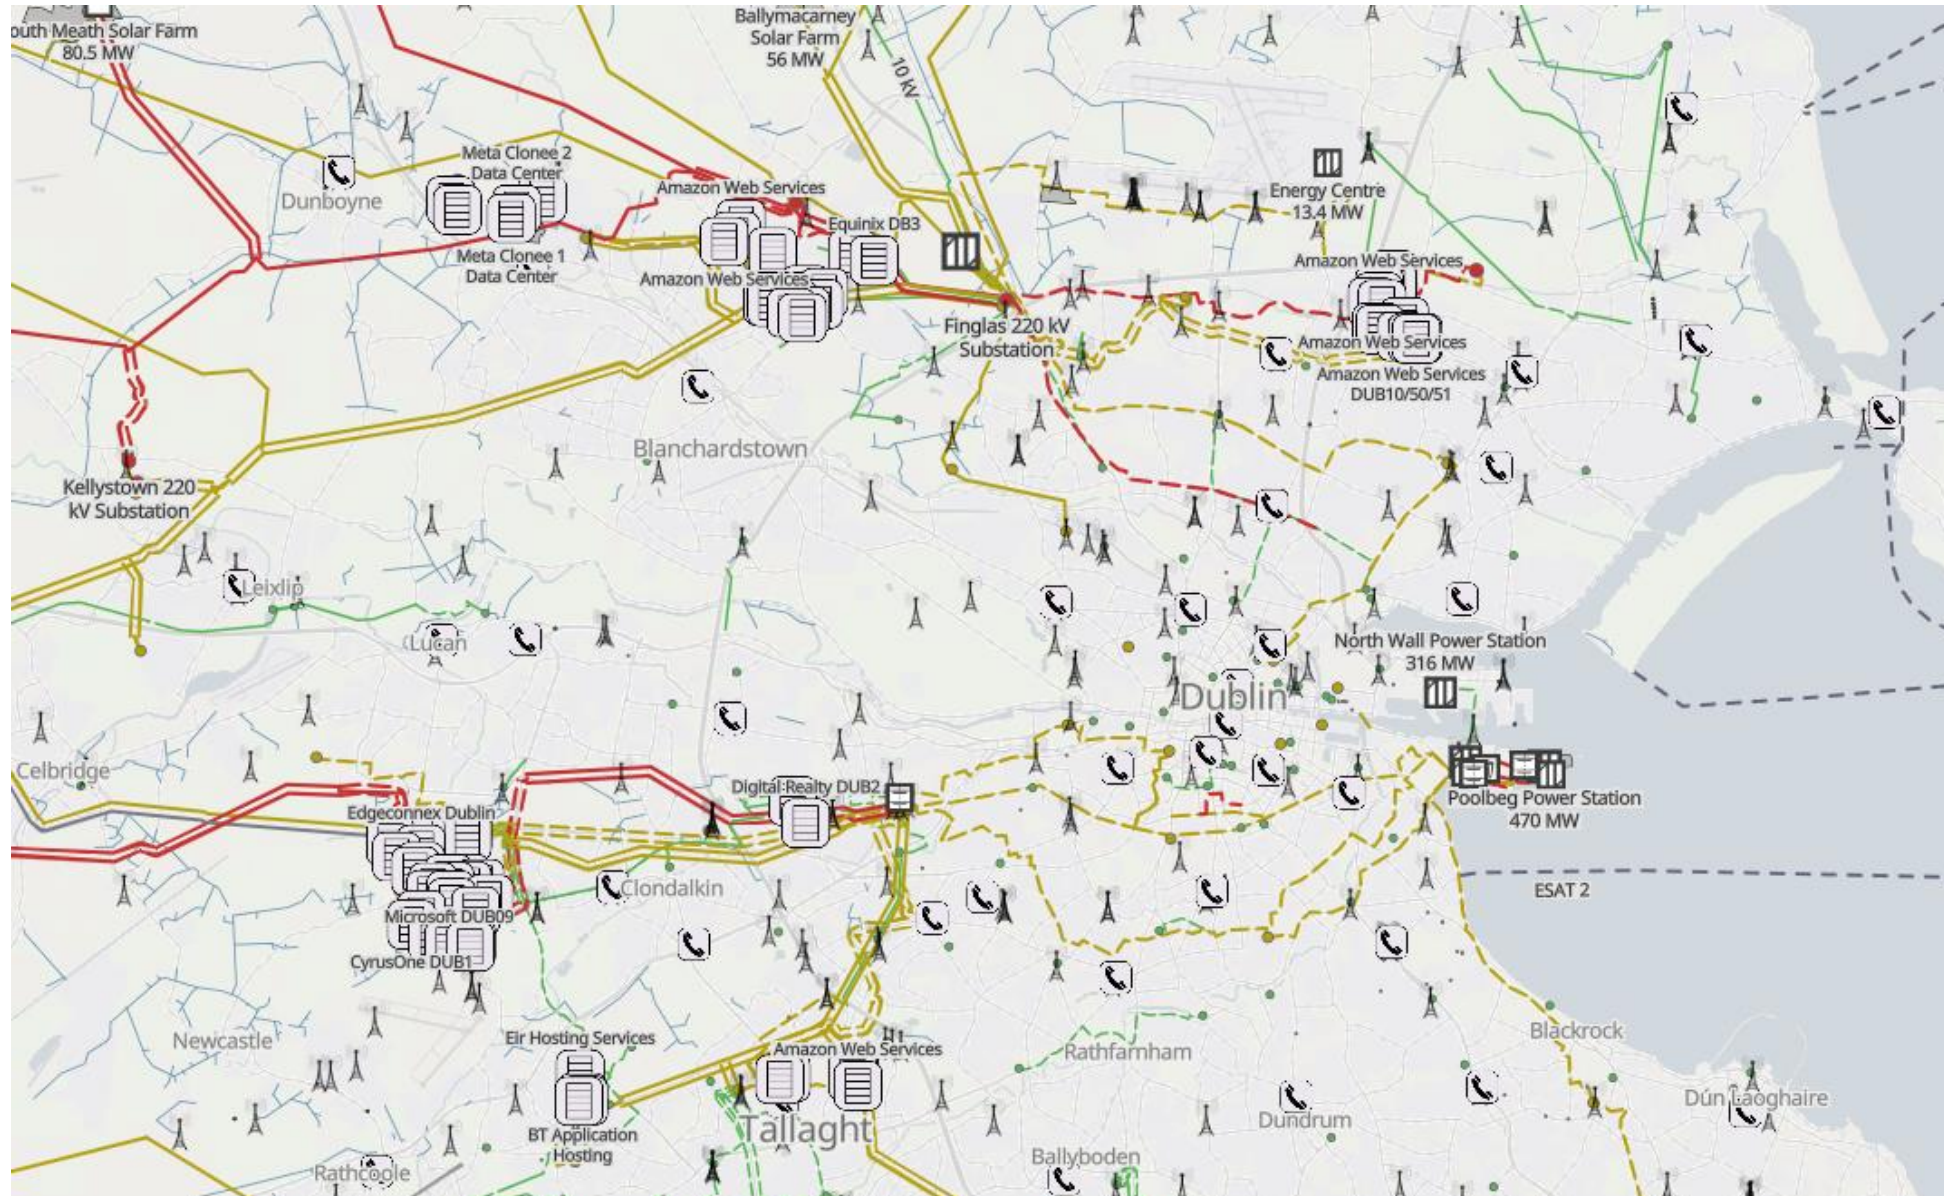 outh Meath Solar Farm
80.5 MW
Ballymacarney
Solar Farm
56 MW
10 kV
Meta Clonee 2
Data Center
Dunboyne
Amazon Web Services
Energy Centre
13.4 MW
Equinix DB3
Meta Clonee 1
Data Center
Amazon Web Services
Amazon Web Services
Finglas 220 kV
Substation
Amazon Web Services
Amazon Web Services
DUB10/50/51
Blanchardstown
Kellystown 220
kV Substation
Leixlip
Lucan
North Wall Power Station
316 MW
Dublin
Celbridge
Digital Realty DUB2
Poolbeg Power Station
470 MW
Edgeconnex Dublin
Clondalkin
ESAT 2
Microsoft DUB09
CyrusOne DUB1
Newcastle
Eir Hosting Services
Amazon Web Services
Rathfarnham
Blackrock
Dún Laoghaire
BT Application
Hosting
Tallaght
Dundrum
Rathcoole
Ballyboden